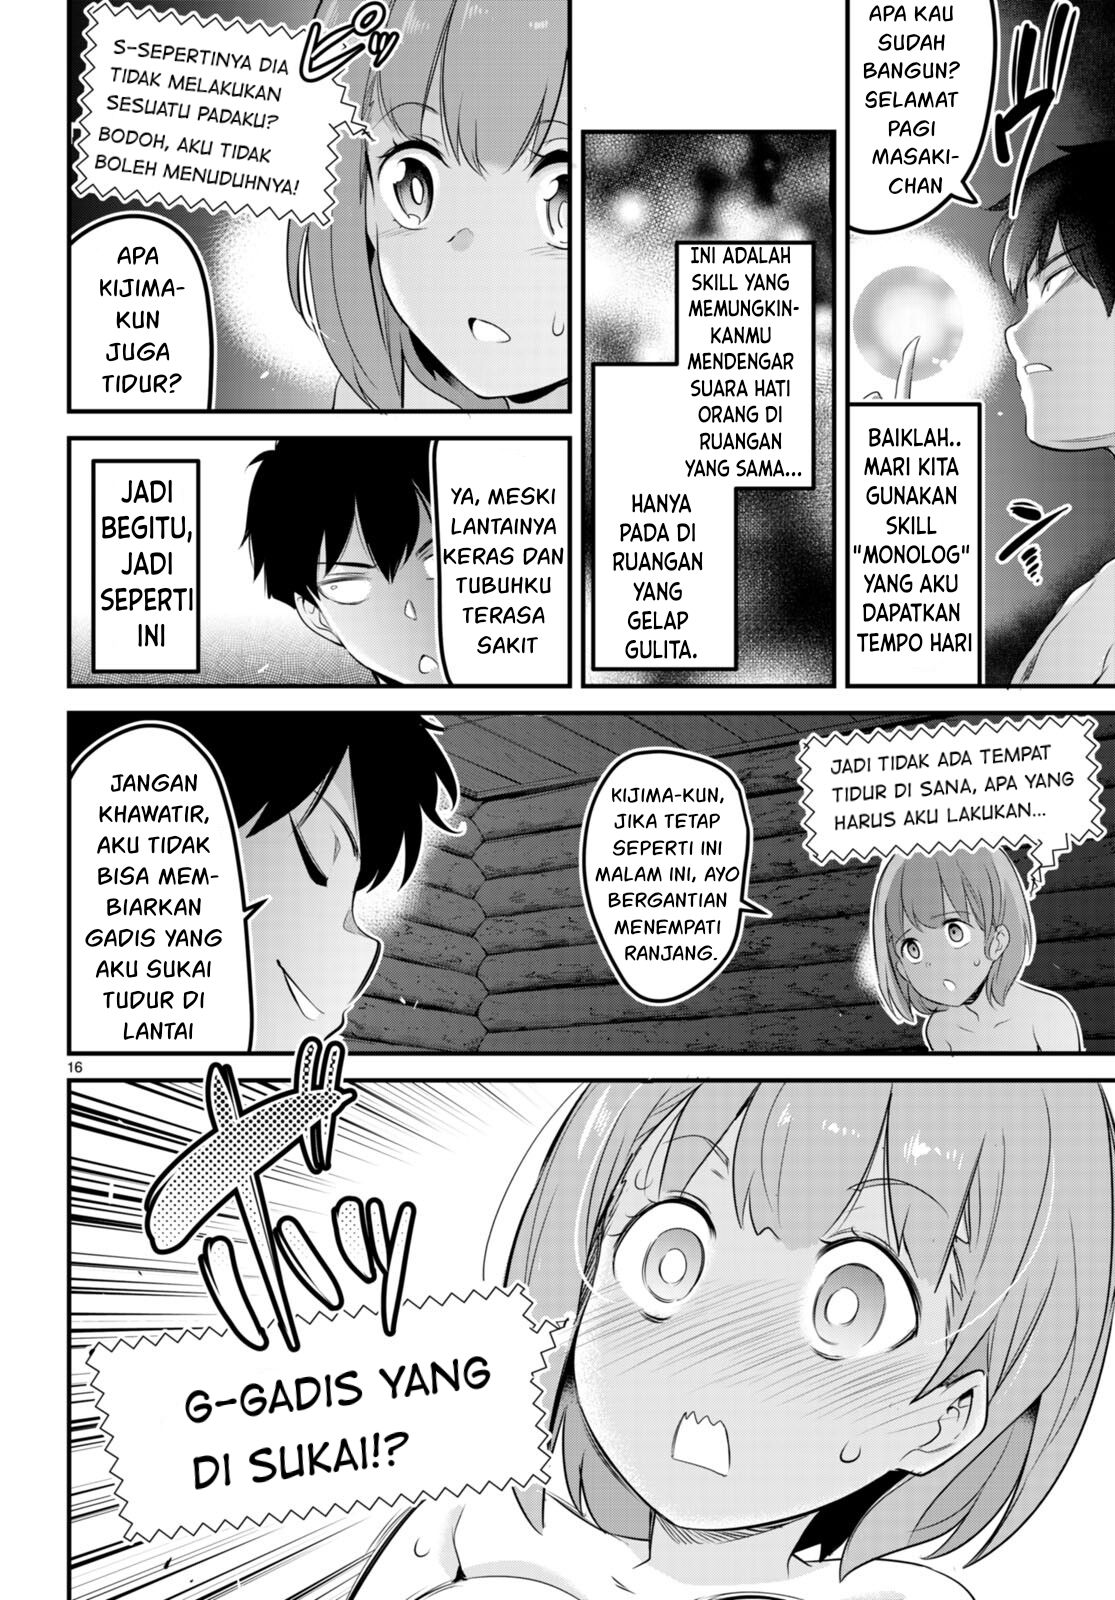 APA KAU
SUDAH
BANGUN?
SELAMAT
PAGI
MASAKI-
CHAN
BAIKLAH..
MARI KITA
GUNAKAN
SKILL
"MONOLOG"
YANG AKU
DAPATKAN
TEMPO HARI
INI ADALAH
SKILL YANG
MEMUNGKIN-
KANMU
MENDENGAR
SUARA HATI
ORANG DI
RUANGAN
YANG SAMA...
HANYA
PADA DI
RUANGAN
YANG
GELAP
GULITA.
S-SEPERTINYA DIA
TIDAK MELAKUKAN
SESUATU PADAKU?
BODOH, AKU TIDAK
BOLEH MENUDUHNYA!
APA
KIJIMA-
KUN
JUGA
TIDUR?
YA, MESKI
LANTAINYA
KERAS DAN
TUBUHKU
TERASA
SAKIT
JADI
BEGITU,
JADI
SEPERTI
INI
JADI TIDAK ADA TEMPAT
TIDUR DI SANA, APA YANG
HARUS AKU LAKUKAN...
KIJIMA-KUN,
JIKA TETAP
SEPERTI INI
MALAM INI, AYO
BERGANTIAN
MENEMPATI
RANJANG.
JANGAN
KHAWATIR,
AKU TIDAK
BISA MEM-
BIARKAN
GADIS YANG
AKU SUKAI
TUDUR DI
LANTAI
16
G-GADIS YANG
DI SUKAI!?